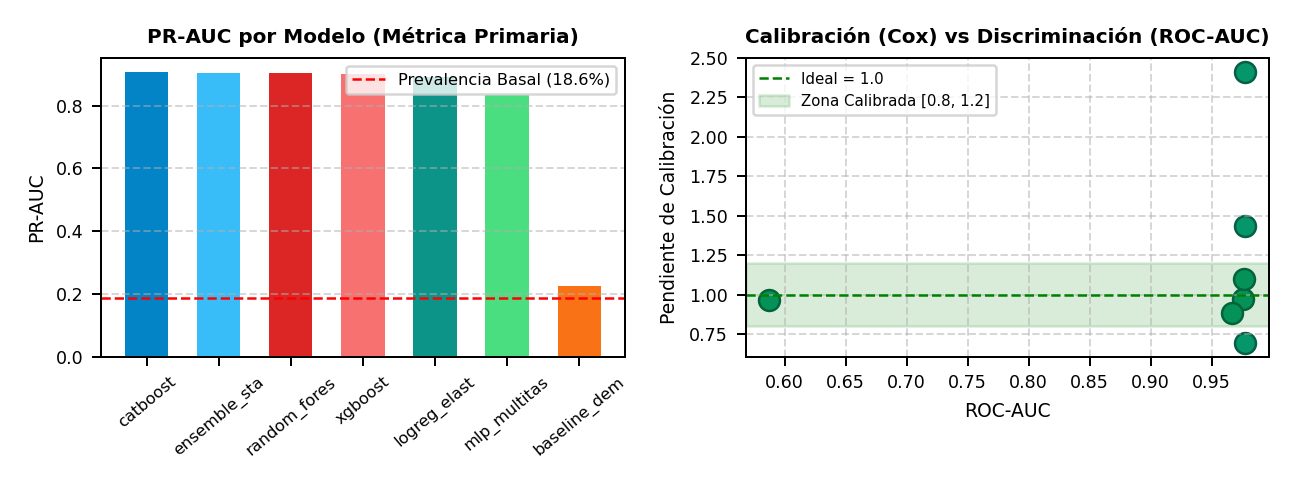 PR-AUC por Modelo (Métrica Primaria)
Prevalencia Basal (18.6%)
PR-AUC
0.8
0.6
0.4
0.2
0.0
catboost
ensemble_sta
random_fores
xgboost
logreg_elast
mlp_multitas
baseline_dem
Calibración (Cox) vs Discriminación (ROC-AUC)
Ideal = 1.0
Zona Calibrada [0.8, 1.2]
Pendiente de Calibración
2.50
2.25
2.00
1.75
1.50
1.25
1.00
0.75
0.60
0.65
0.70
0.75
0.80
0.85
0.90
0.95
ROC-AUC